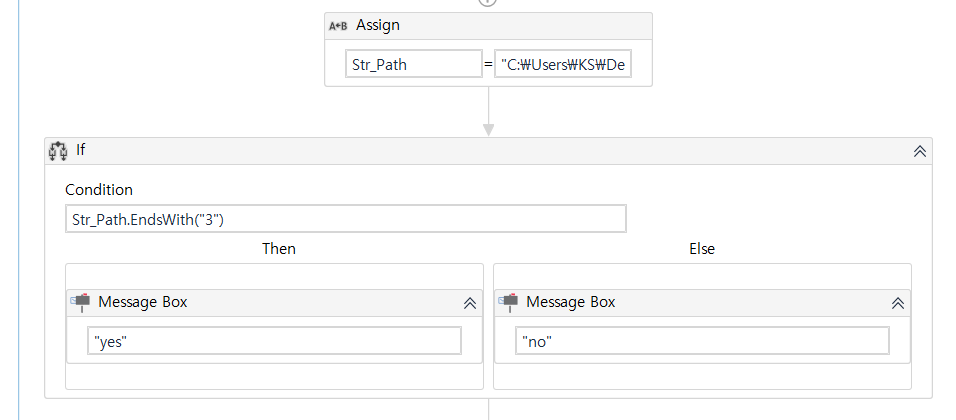 A←B Assign
Str_Path = "C:₩Users₩KS₩De
If
Condition
Str_Path.EndsWith("3")
Then Else
Message Box Message Box
"yes" "no"